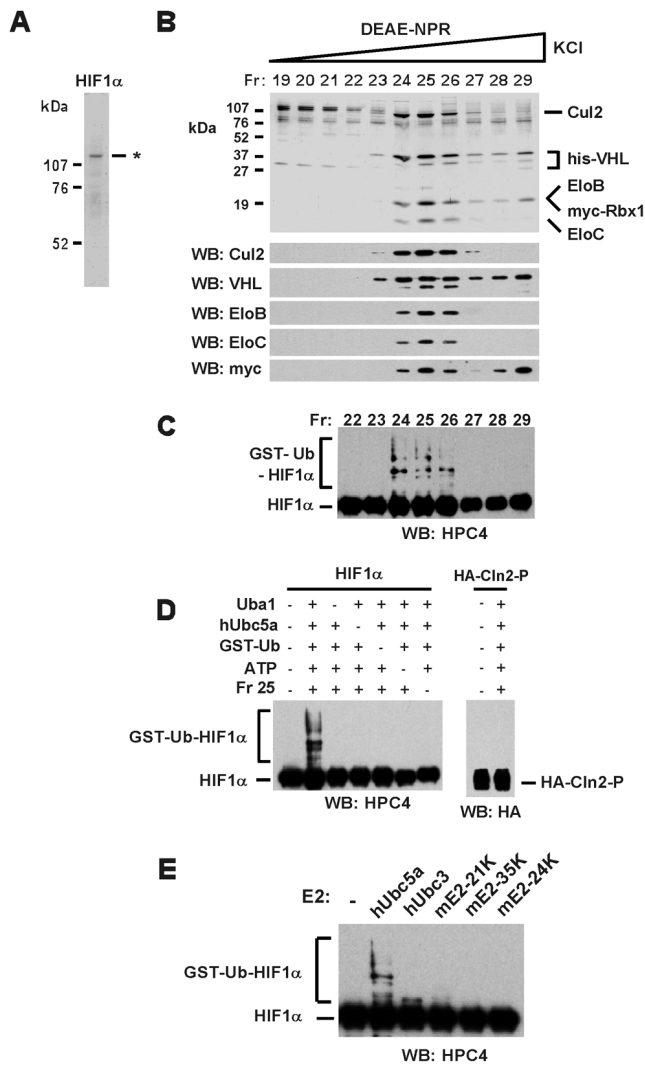 A
HIF1α
kDa
107
76
52
*
B
DEAE-NPR
KCl
Fr: 19 20 21 22 23 24 25 26 27 28 29
kDa
107
76
52
37
27
19
Cul2
his-VHL
EloB
myc-Rbx1
EloC
WB: Cul2
WB: VHL
WB: EloB
WB: EloC
WB: myc
C
Fr: 22 23 24 25 26 27 28 29
GST- Ub
- HIF1α
HIF1α
WB: HPC4
D
HIF1α HA-Cln2-P
Uba1 - + - + + + + - +
hUbc5a - + + - + + + - +
GST-Ub - + + + - + + - +
ATP - + + + + - + - +
Fr 25 - + + + + + - - +
GST-Ub-HIF1α
HIF1α
WB: HPC4
HA-Cln2-P
WB: HA
E
E2: - hUbc5a hUbc3 mE2-21K mE2-35K mE2-24K
GST-Ub-HIF1α
HIF1α
WB: HPC4